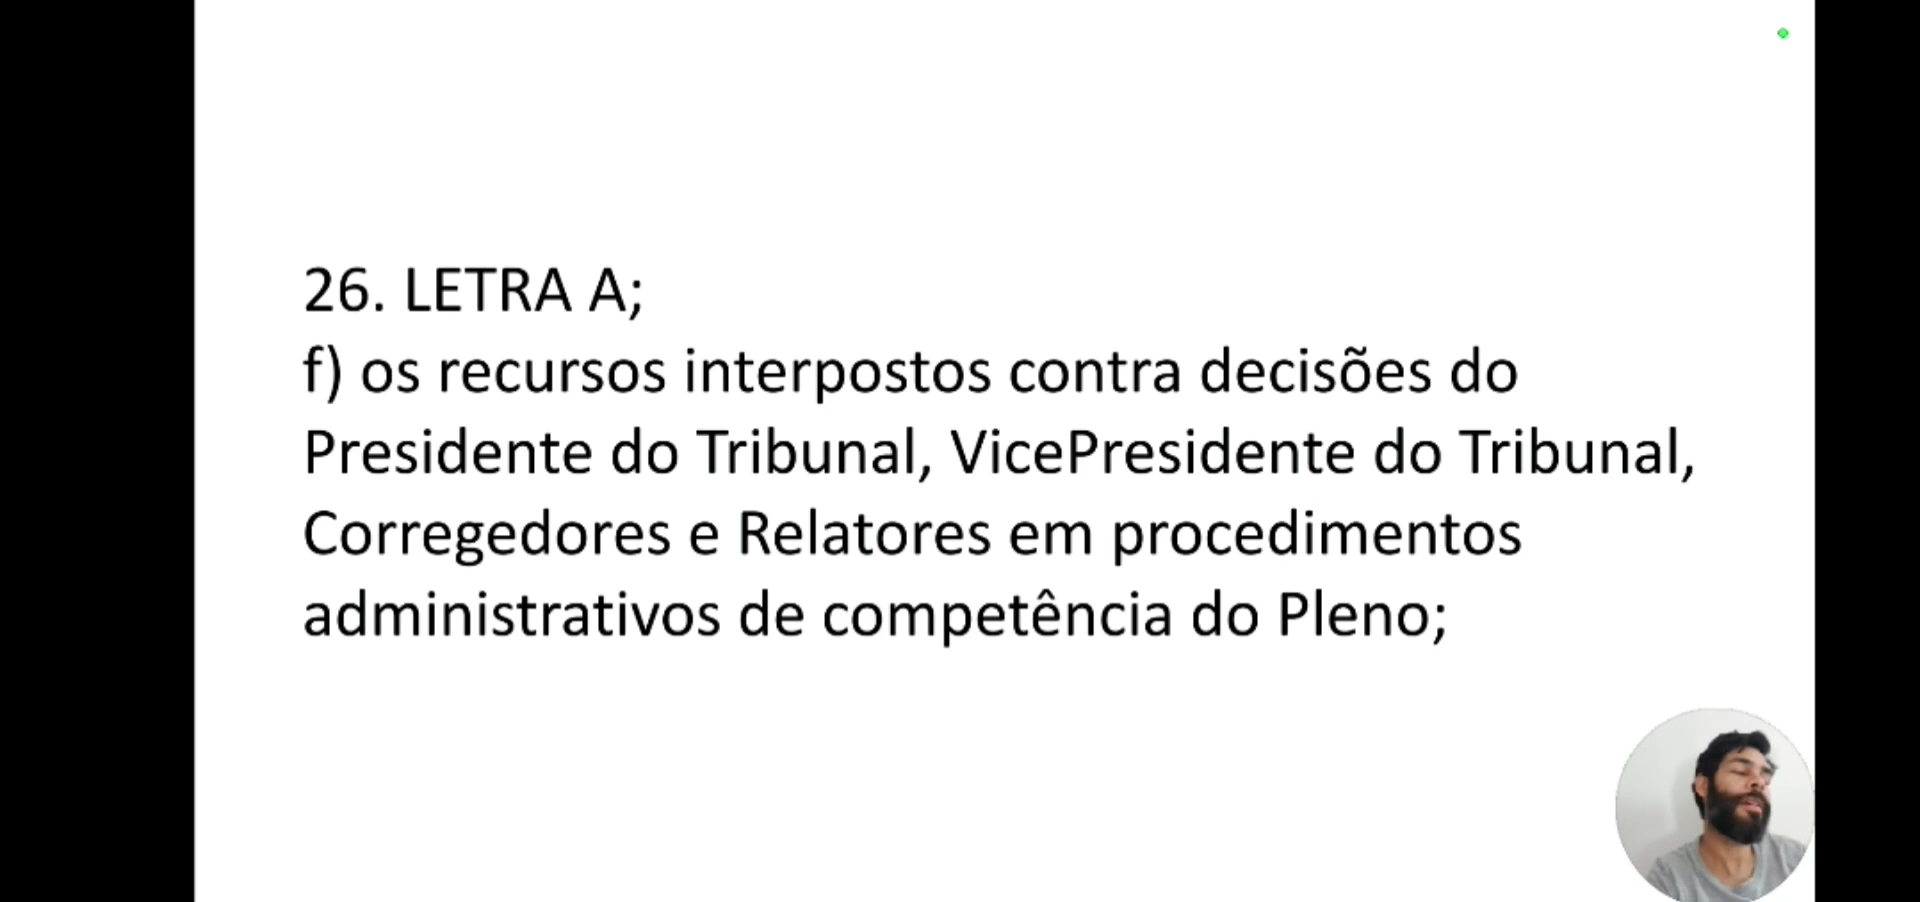 26. LETRA A;
f) os recursos interpostos contra decisões do
Presidente do Tribunal, VicePresidente do Tribunal,
Corregedores e Relatores em procedimentos
administrativos de competência do Pleno;